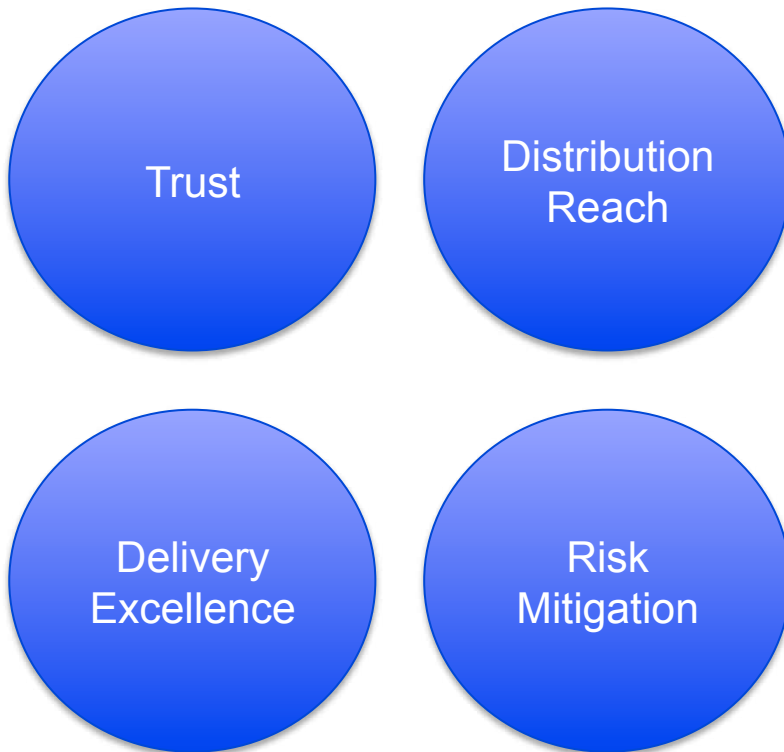 Trust
Distribution
Reach
Delivery
Excellence
Risk
Mitigation